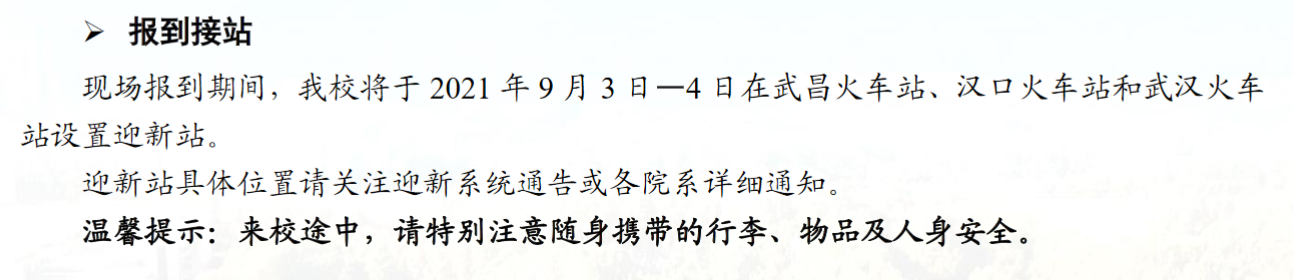 ➢ 报到接站
现场报到期间，我校将于 2021 年 9 月 3 日—4 日在武昌火车站、汉口火车站和武汉火车
站设置迎新站。
迎新站具体位置请关注迎新系统通告或各院系详细通知。
温馨提示：来校途中，请特别注意随身携带的行李、物品及人身安全。